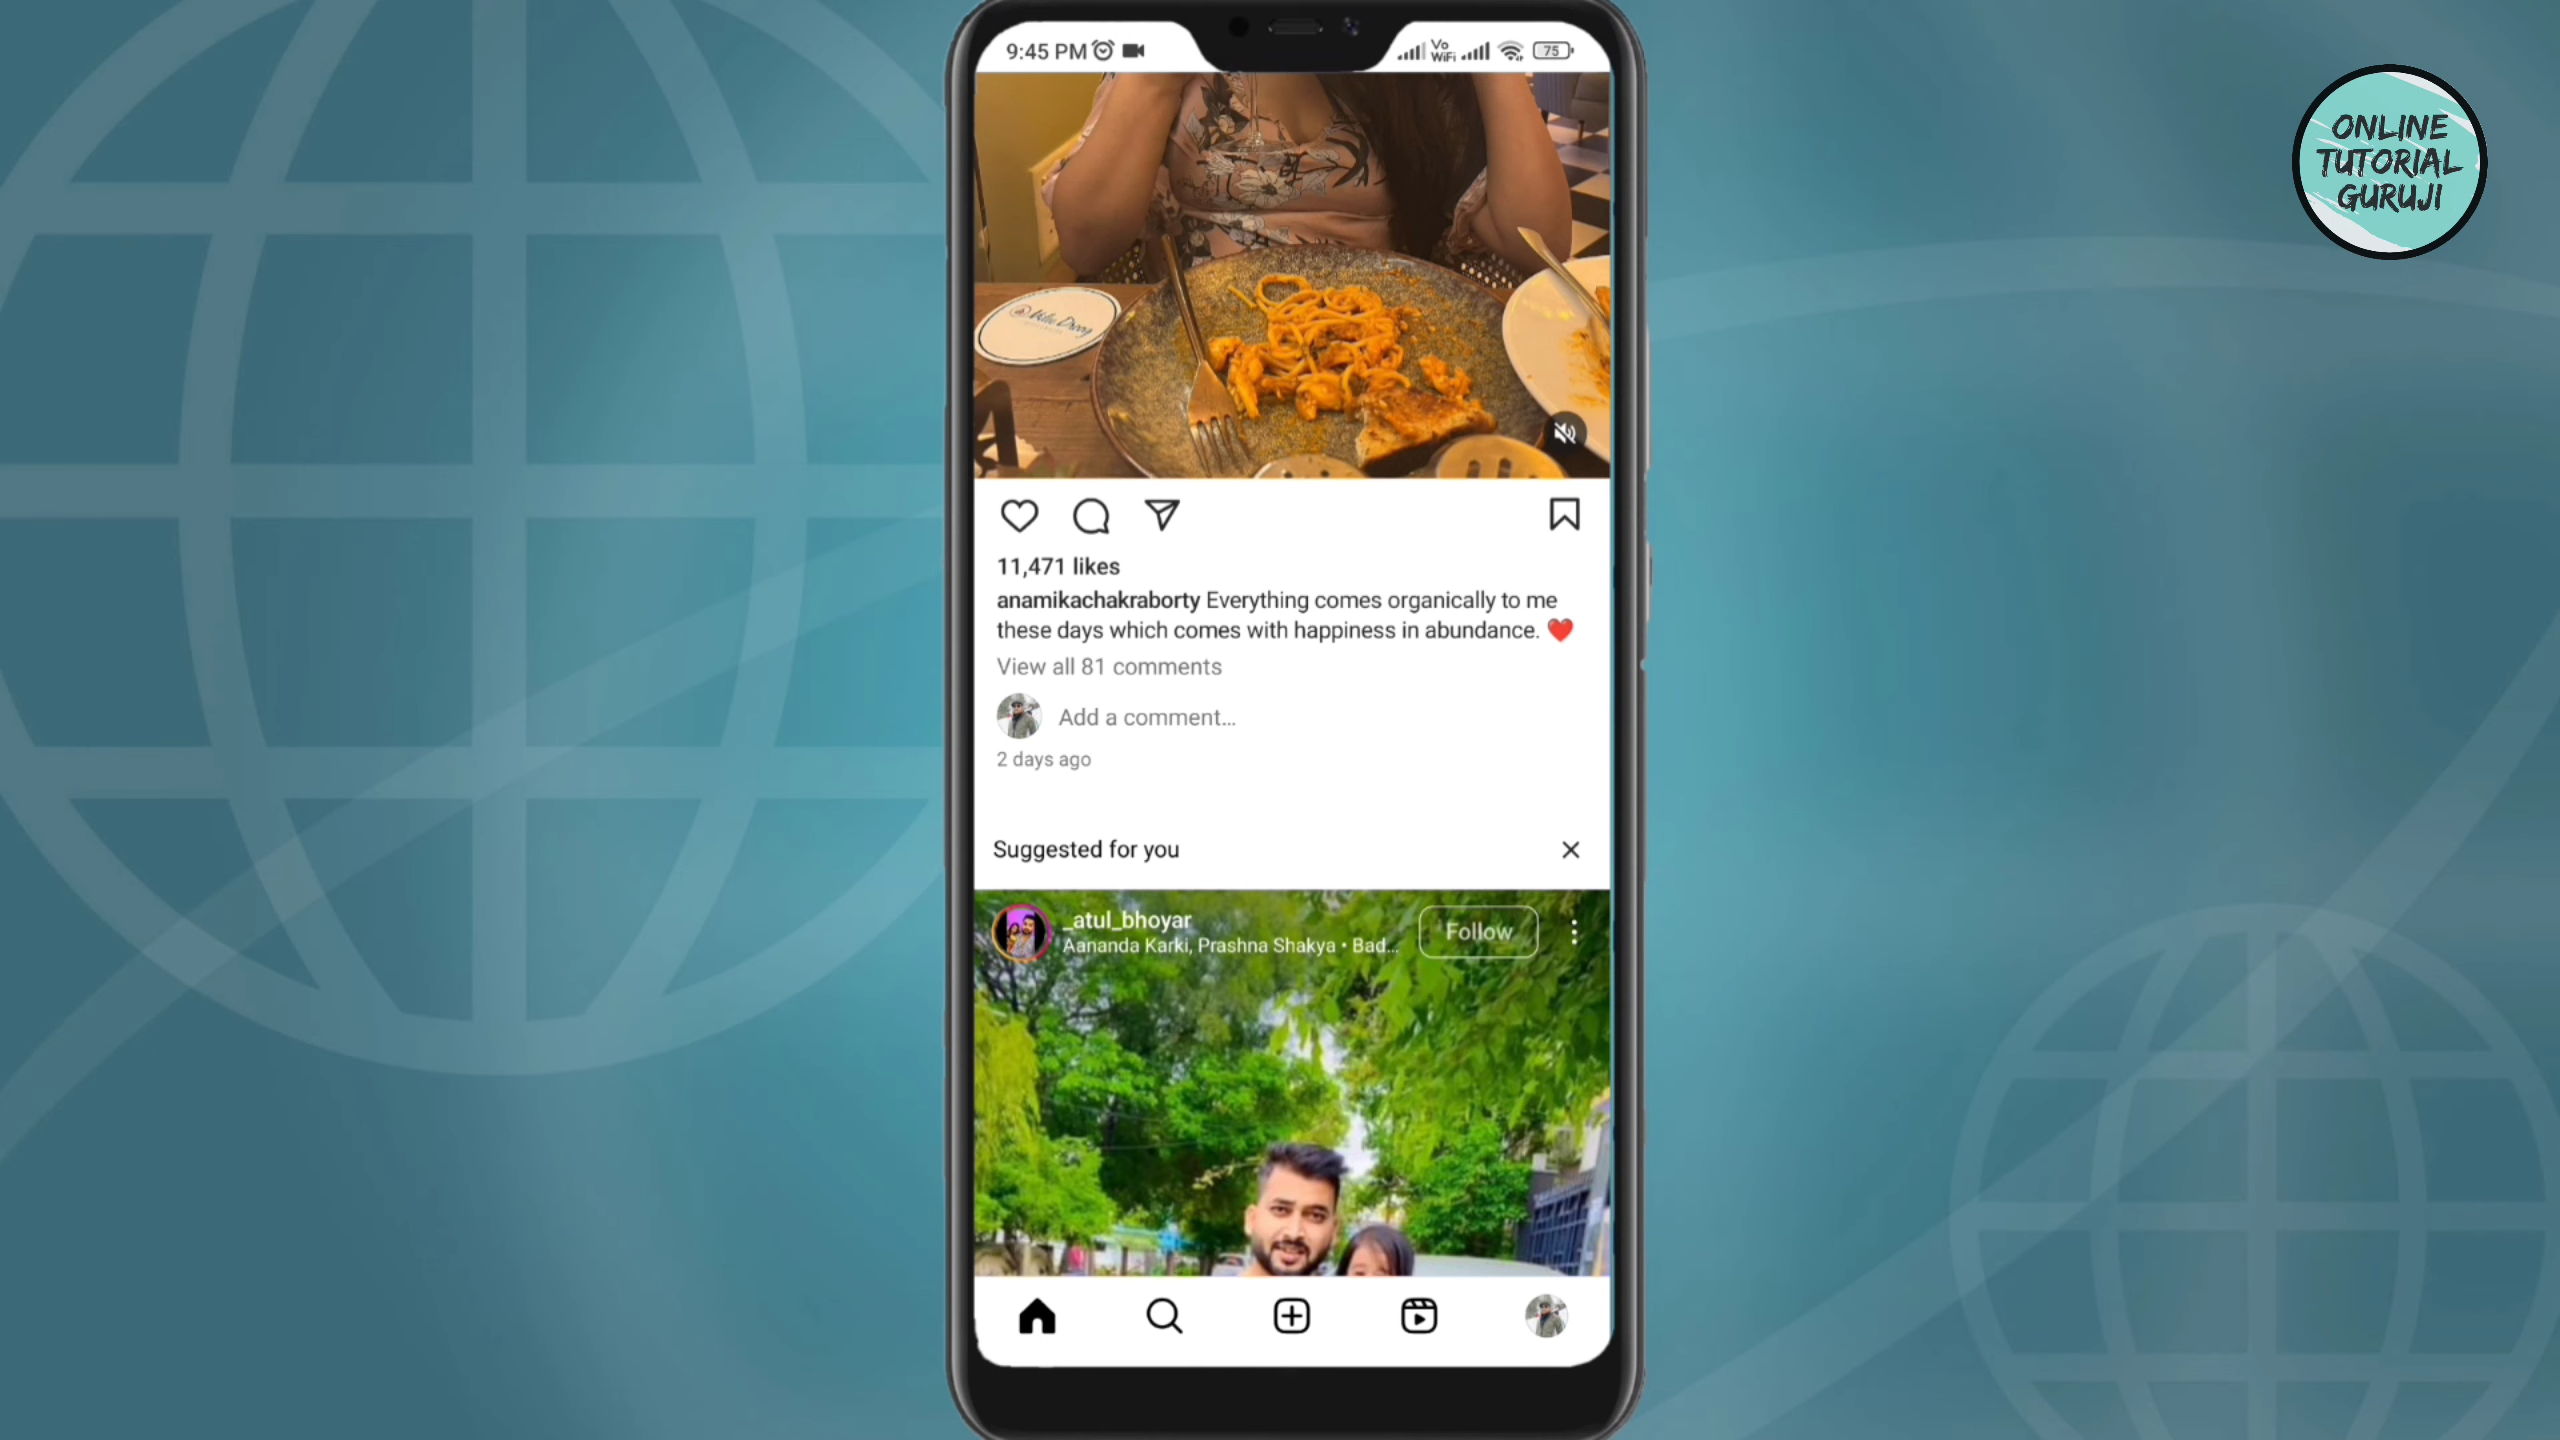 9:45 PM
Vo
WiFi
75
ONLINE
TUTORIAL
GURUJI
11,471 likes
anamikachakraborty Everything comes organically to me
these days which comes with happiness in abundance. ❤️
View all 81 comments
Add a comment...
2 days ago
Suggested for you
_atul_bhoyar
Aananda Karki, Prashna Shakya • Bad...
Follow